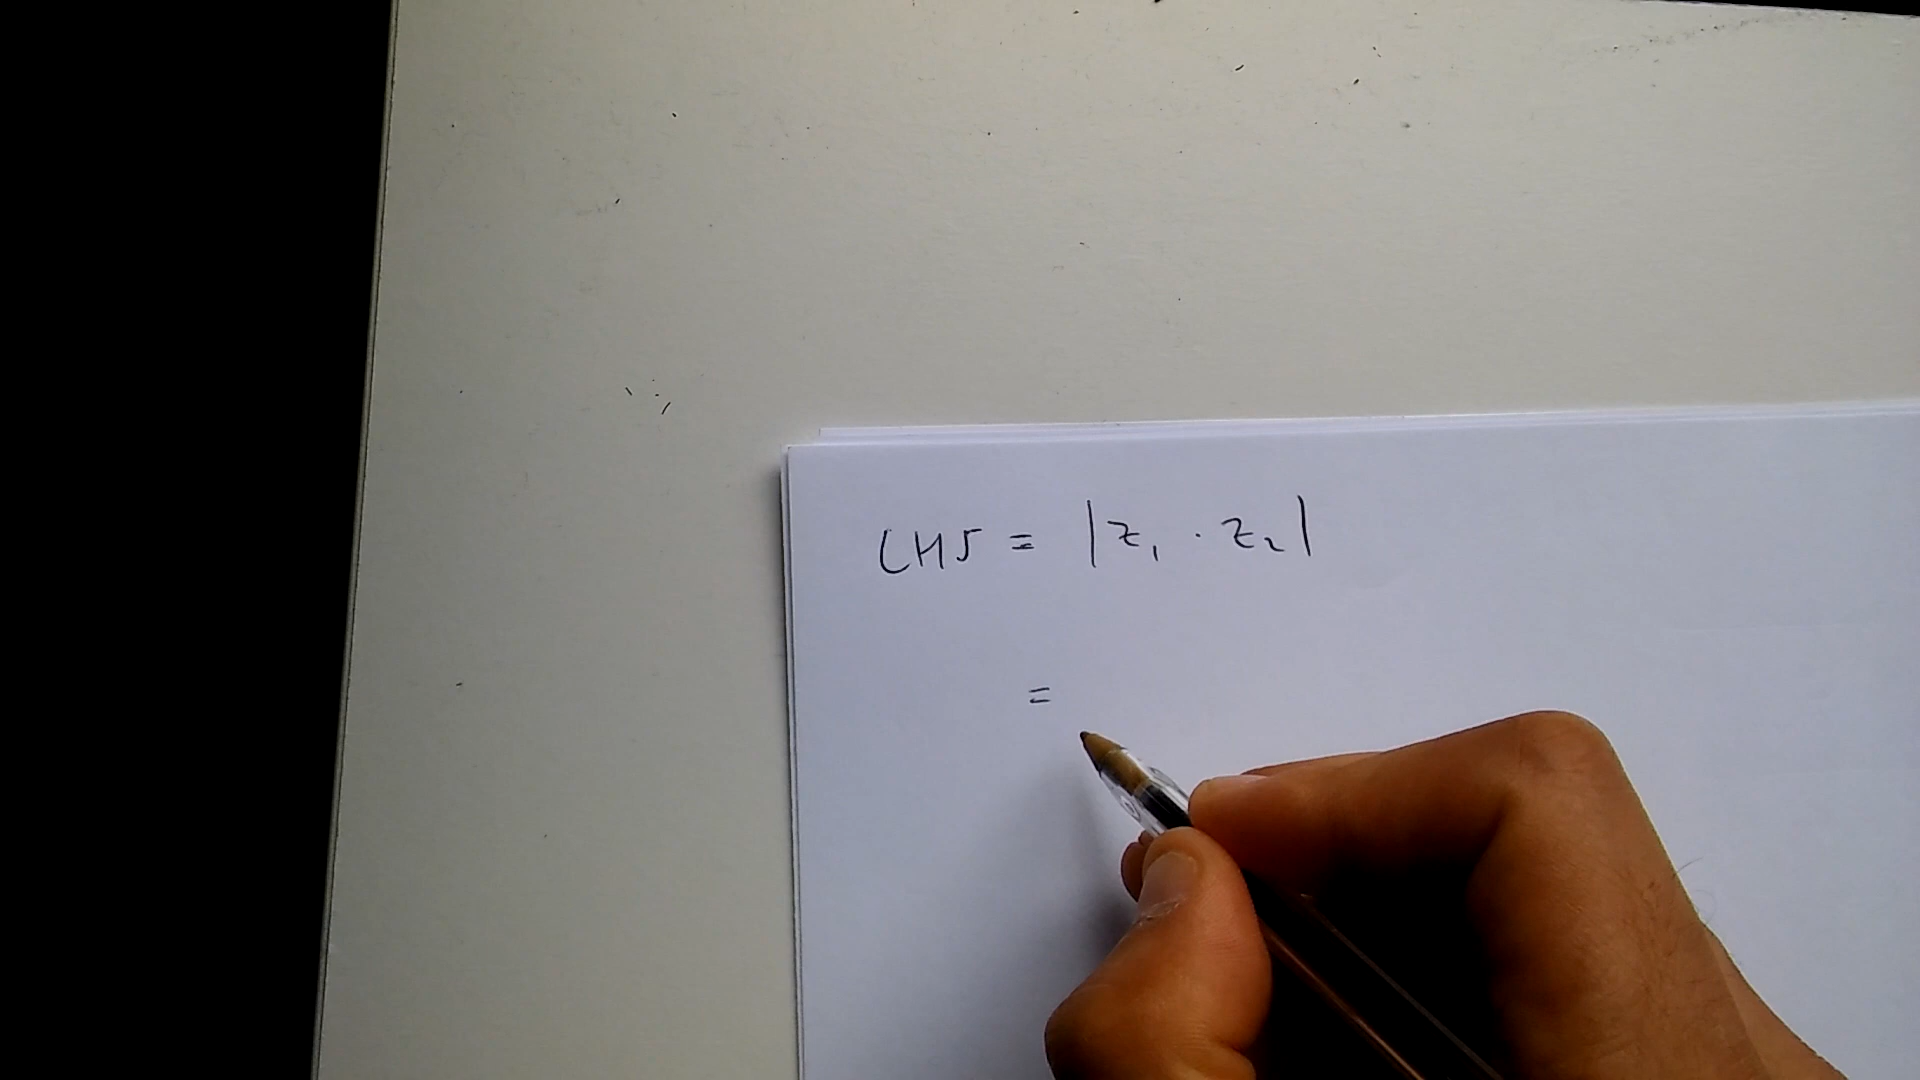 LHS = |z₁ · z₂|
=